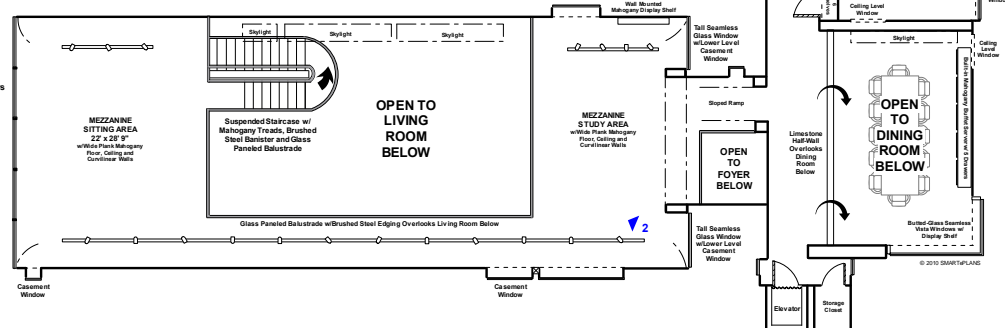 Wall Mounted
Mahogany Display Shelf
Ceiling Level
Window
Skylight
Skylight
Skylight
Skylight
Tall Seamless
Glass Window
w/Lower Level
Casement
Window
Ceiling
Level
Window
MEZZANINE
SITTING AREA
22' x 28' 9"
w/Wide Plank Mahogany
Floor, Ceiling and
Curvilinear Walls
Suspended Staircase w/
Mahogany Treads, Brushed
Steel Banister and Glass
Paneled Balustrade
OPEN TO
LIVING
ROOM
BELOW
MEZZANINE
STUDY AREA
w/Wide Plank Mahogany
Floor, Ceiling and
Curvilinear Walls
Sloped Ramp
OPEN
TO
FOYER
BELOW
Limestone
Half-Wall
Overlooks
Dining
Room
Below
OPEN
TO
DINING
ROOM
BELOW
Built-in Mahogany Buffet Server w/ 5 Drawers
Glass Paneled Balustrade w/Brushed Steel Edging Overlooks Living Room Below
2
Tall Seamless
Glass Window
w/Lower Level
Casement
Window
Butted-Glass Seamless
Vista Windows w/
Display Shelf
© 2010 SMARTePLANS
Casement
Window
Casement
Window
Elevator
Storage
Closet